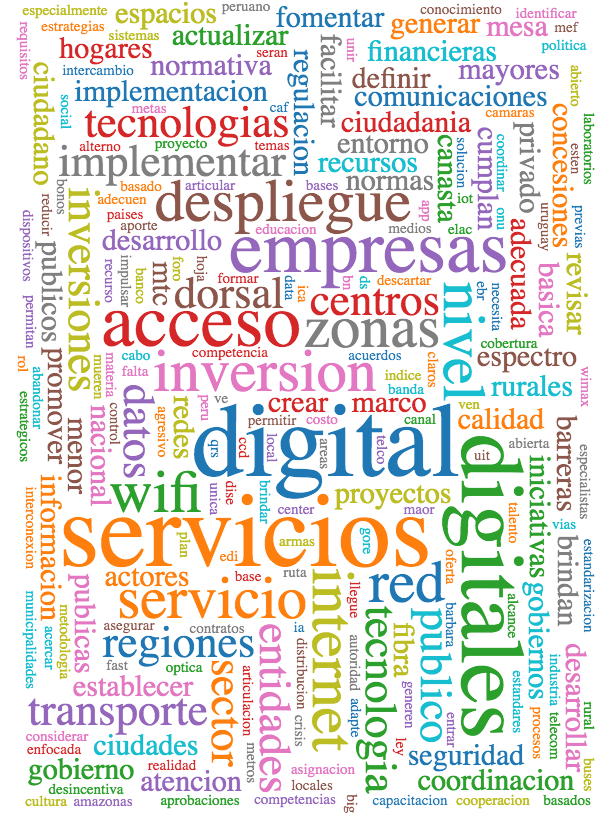 especialmente
espacios
peruano
fomentar
conocimiento
identificar
estrategias
sistemas
actualizar
generar
mesa
mef
requisitos
hogares
seran
unir
financieras
politica
intercambio
normativa
regulacion
facilitar
definir
mayores
abierto
ciudadano
implementacion
comunicaciones
laboratorios
social
metas
caf
camaras
tecnologias
ciudadania
concesiones
alterno
proyecto
temas
entorno
canasta
solucion
cumplan
coordinar
privado
esten
implementar
recursos
bonos
basado
articular
bases
normas
iot
onu
adecuen
despliegue
app
uruguay
previas
reducir
inversiones
paises
aporte
educacion
medios
elac
adecuada
dispositivos
publicos
desarrollo
empresas
revisar
recurso
impulsar
banco
mtc
foro
hoja
formar
data
ica
bn
ds
descartar
ebr
necesita
basica
permitan
dorsal
centros
nivel
acceso
zonas
cobertura
rol
promover
materia
mueren
cabo
falta
competencia
acuerdos
claros
espectro
wimax
abandonar
inversion
indice
banda
rurales
estrategicos
menor
nacional
control
datos
agresivo
redes
peru
ve
crear
marco
ven
calidad
permitir
costo
canal
barreras
digital
qrs
ccd
local
areas
telco
digitales
uit
abierta
especialistas
wifi
unica
dise
brindar
proyectos
iniciativas
interconexion
informacion
center
maor
talento
vias
servicios
plan
armas
edi
gore
brindan
estandarizacion
actores
base
ruta
oferta
municipalidades
acercar
metodologia
publicas
servicio
internet
llegue
red
alcance
gobiernos
asegurar
contratos
ia
tecnologia
fibra
publico
barbara
regiones
entidades
distribucion
autoridad
fast
optica
sector
articulacion
crisis
adapte
generen
entrar
estandares
industria
telecom
desarrollar
rural
establecer
transporte
procesos
considerar
enfocada
ciudades
realidad
metros
ley
seguridad
buses
gobierno
asignacion
desincentiva
atencion
locales
coordinacion
cultura
amazonas
aprobaciones
competencias
big
capacitacion
cooperacion
basados